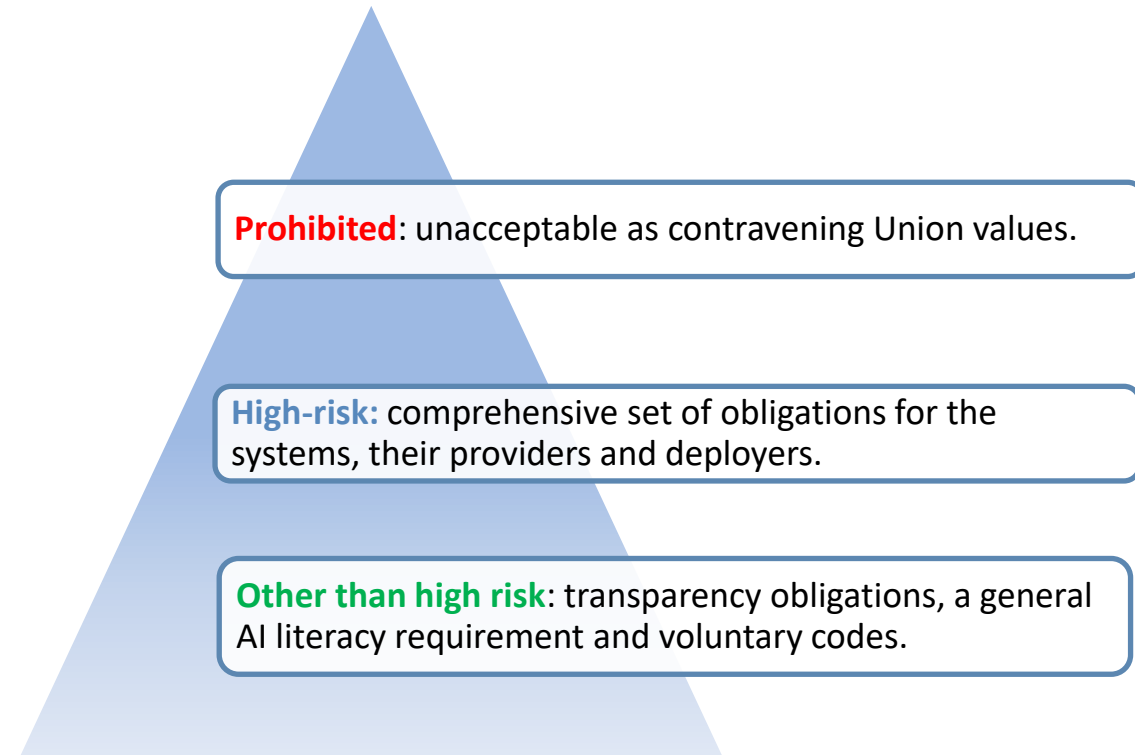 Prohibited: unacceptable as contravening Union values.
High-risk: comprehensive set of obligations for the
systems, their providers and deployers.
Other than high risk: transparency obligations, a general
AI literacy requirement and voluntary codes.